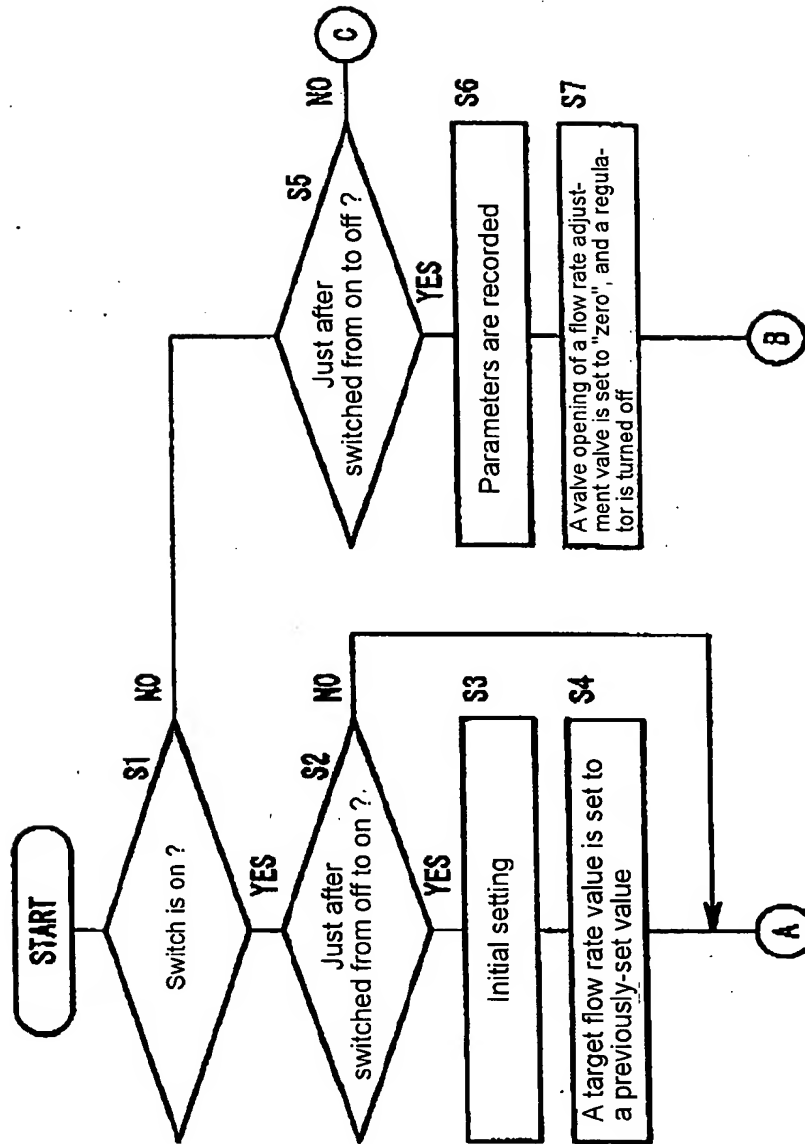 START
S1
Switch is on ?
NO
YES
S2
Just after
switched from off to on ?
NO
YES
S3
Initial setting
S4
A target flow rate value is set to
a previously-set value
A
S5
Just after
switched from on to off ?
NO
C
YES
S6
Parameters are recorded
S7
A valve opening of a flow rate adjust-
ment valve is set to "zero", and a regula-
tor is turned off
B